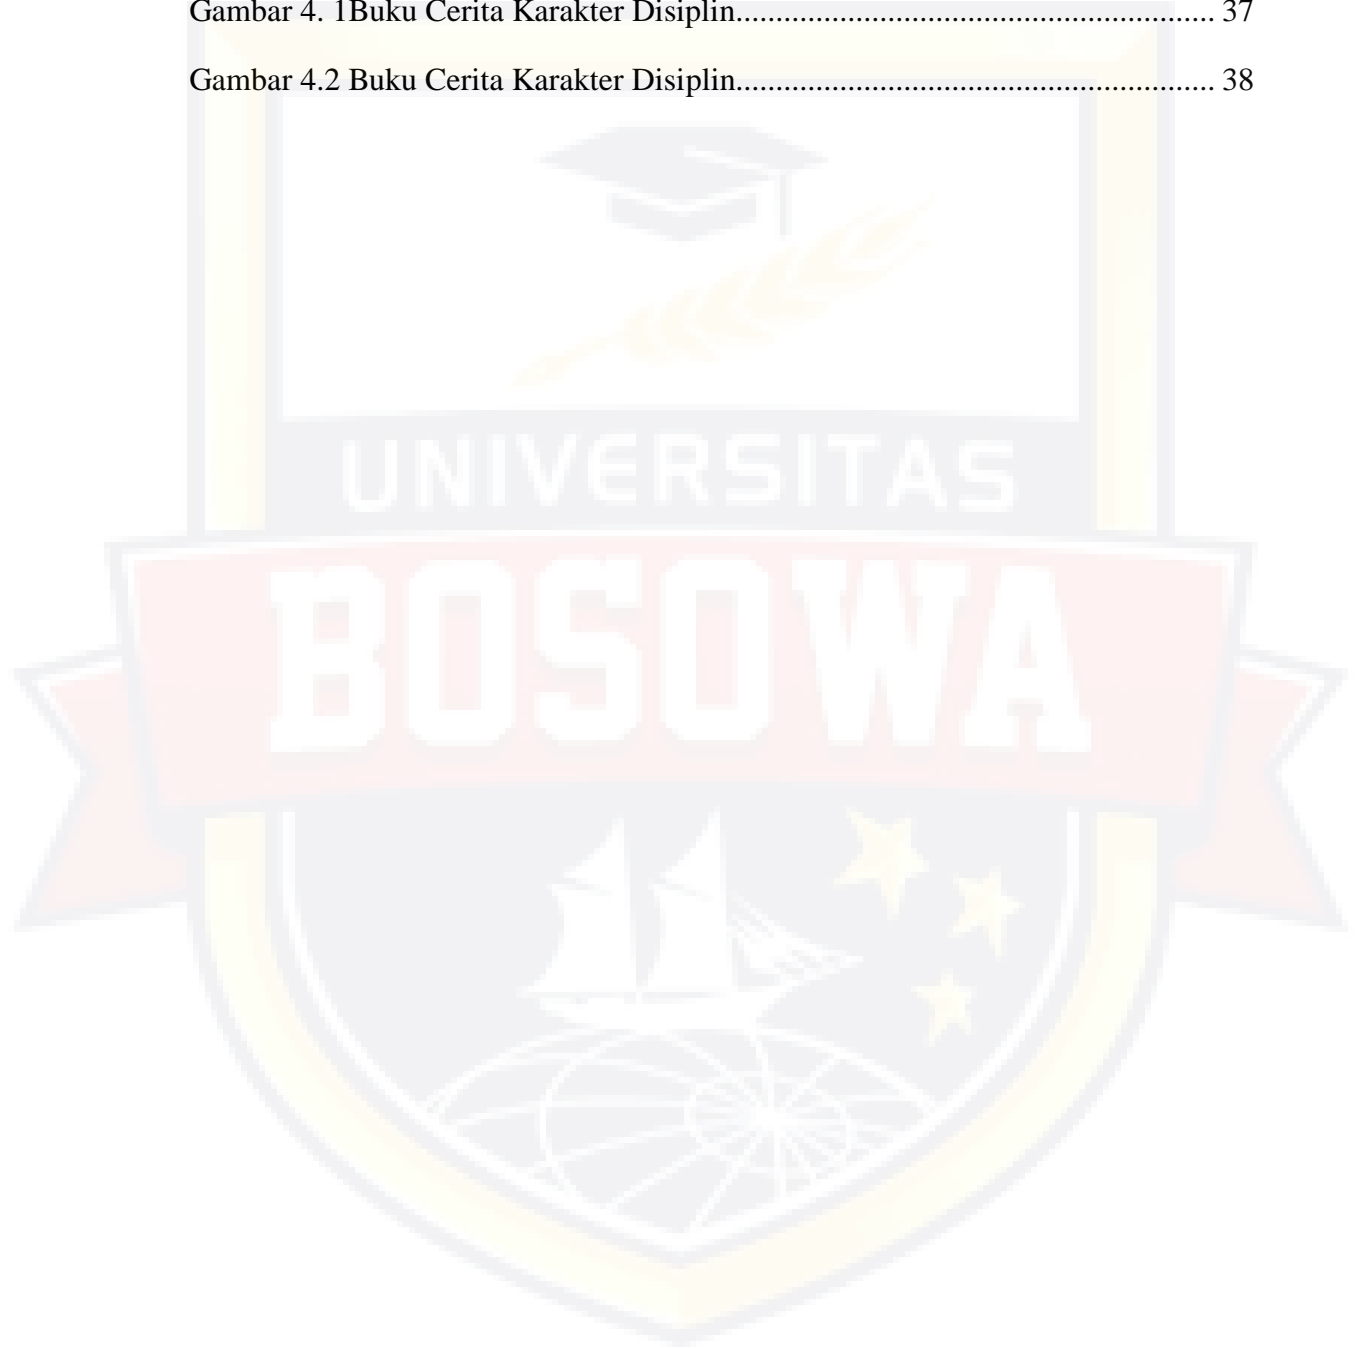 Gambar 4. 1Buku Cerita Karakter Disiplin............................................................ 37
Gambar 4.2 Buku Cerita Karakter Disiplin............................................................ 38
UNIVERSITAS
BOSOWA